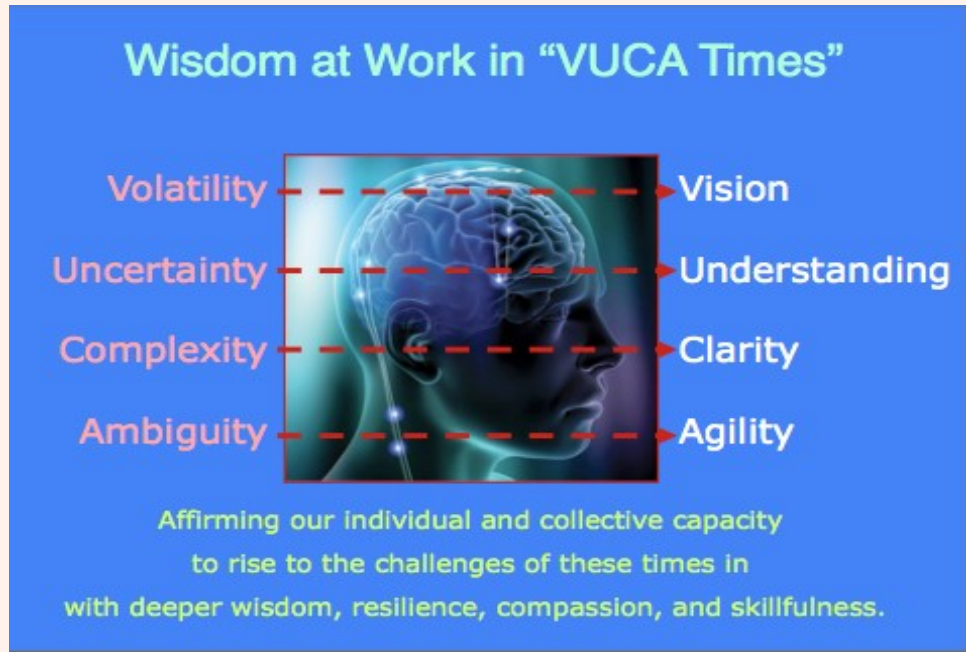 Wisdom at Work in “VUCA Times”
Volatility Vision
Uncertainty Understanding
Complexity Clarity
Ambiguity Agility
Affirming our individual and collective capacity
to rise to the challenges of these times in
with deeper wisdom, resilience, compassion, and skillfulness.